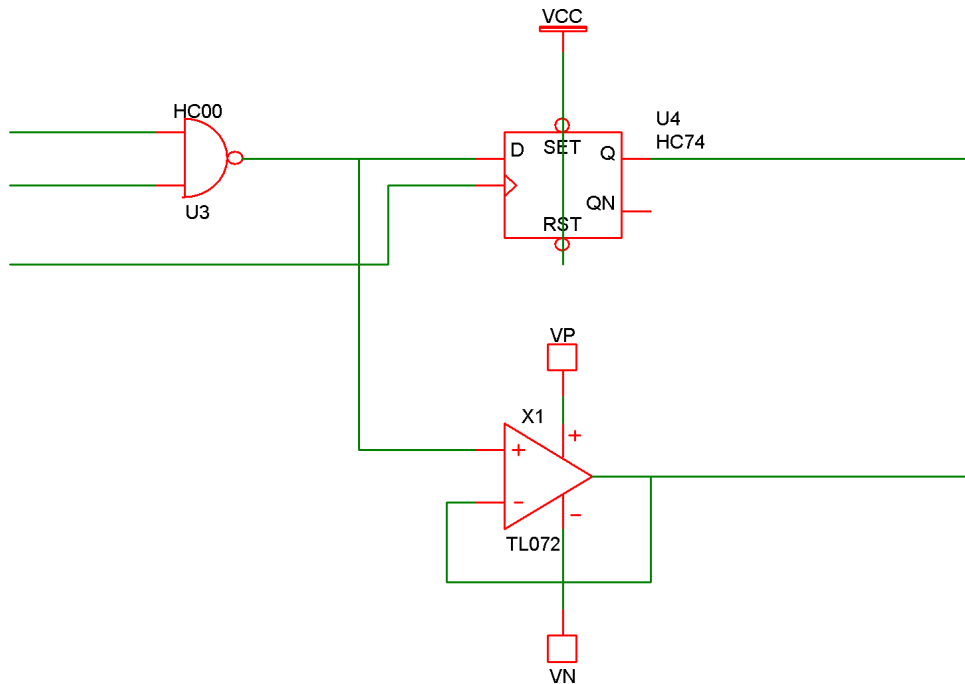 VCC
HC00
U3
U4
HC74
D
SET
Q
QN
RST
VP
X1
+
+
-
-
TL072
VN